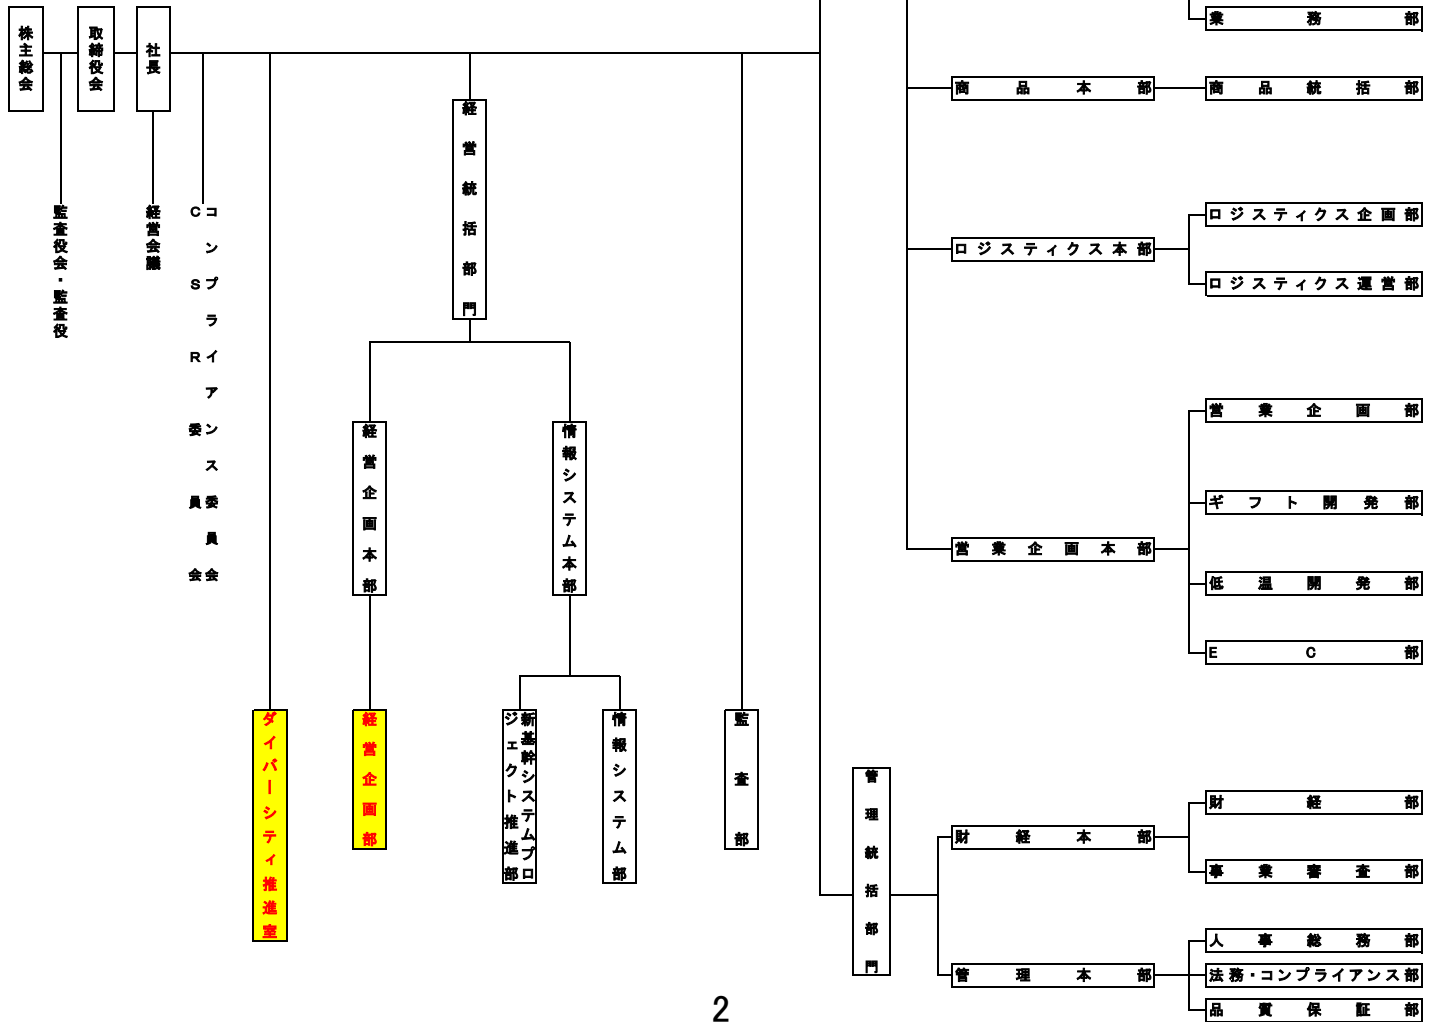 株主総会
取締役会
社長
監査役会・監査役
経営会議
コンプライアンス委員会
CSR委員会
経営統括部門
経営企画本部
情報システム本部
ダイバーシティ推進室
経営企画部
新基幹システムプロ
ジェクト推進部
情報システム部
監査部
業務部
商品本部
商品統括部
ロジスティクス本部
ロジスティクス企画部
ロジスティクス運営部
営業企画本部
営業企画部
ギフト開発部
低温開発部
EC部
管理統括部門
財経本部
財経部
事業審査部
管理本部
人事総務部
法務・コンプライアンス部
品質保証部
2